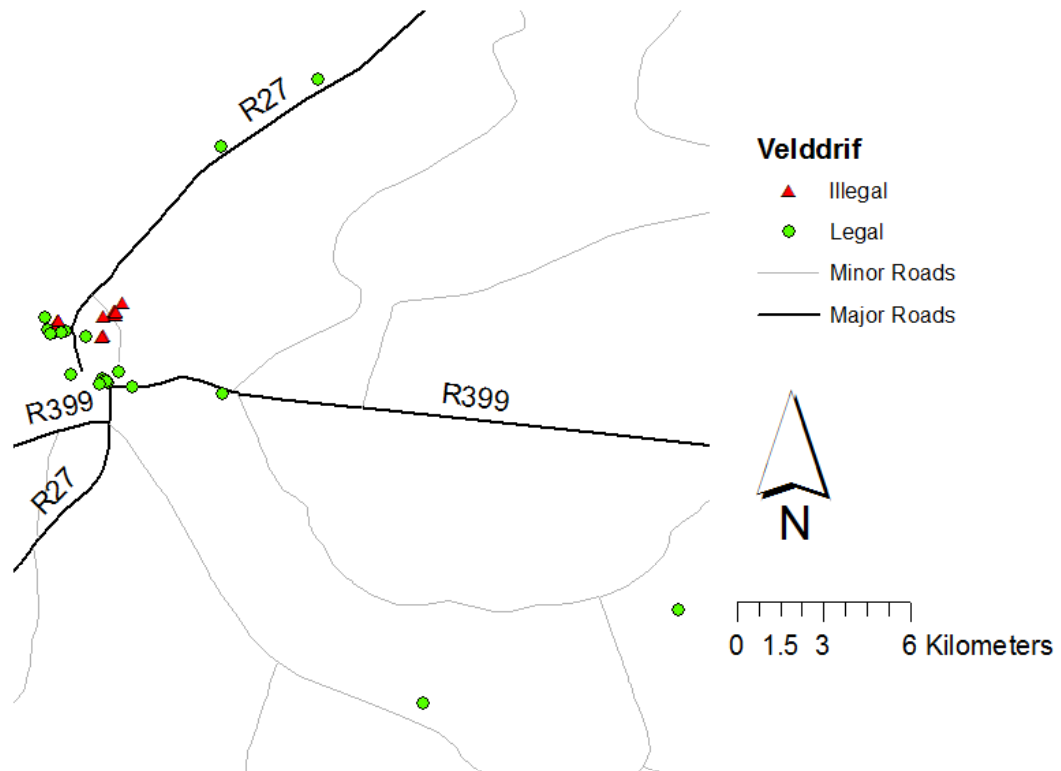 R27
Velddrif
Illegal
Legal
Minor Roads
Major Roads
R399
R399
R27
N
0 1.5 3 6 Kilometers